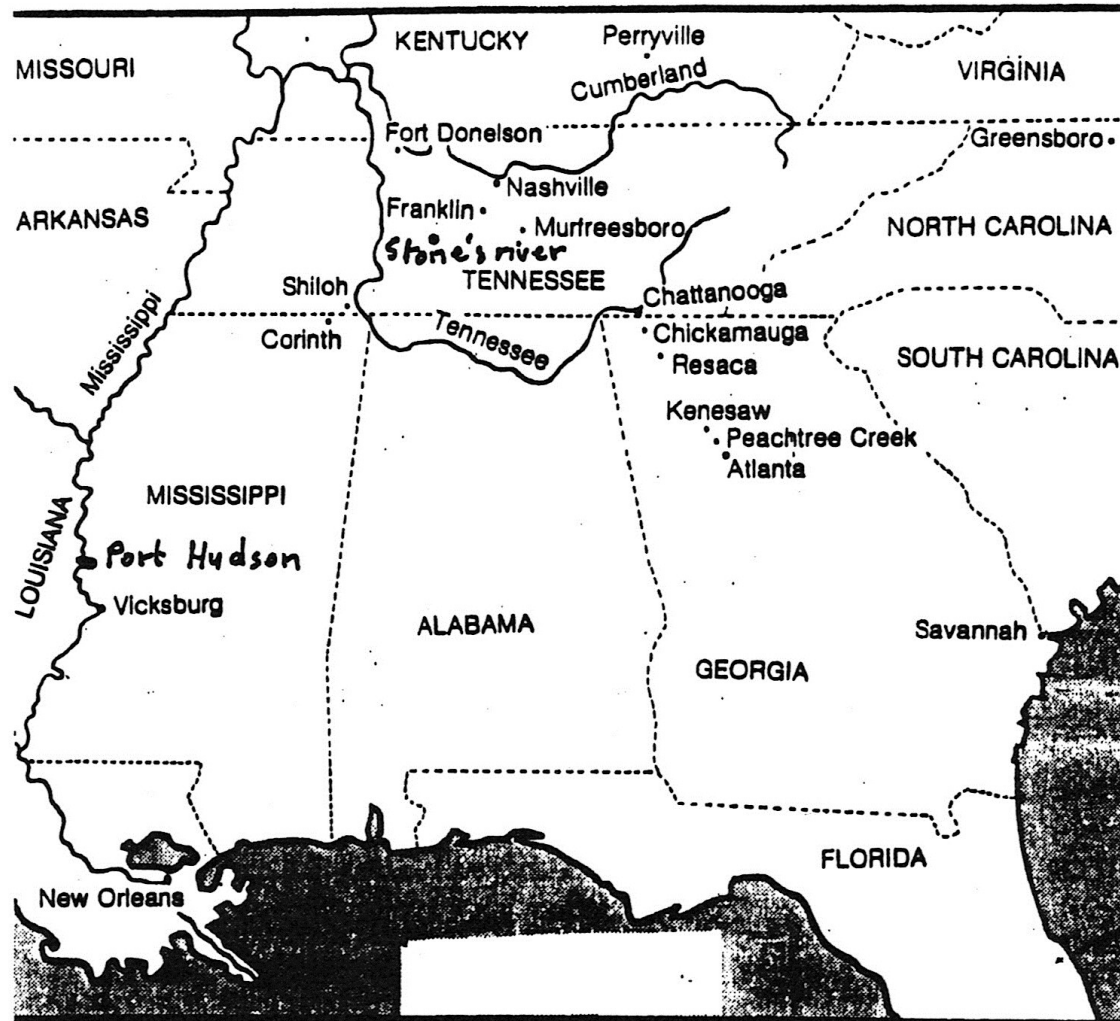 KENTUCKY
Perryville
MISSOURI
Cumberland
VIRGINIA
Fort Donelson
Greensboro
Nashville
ARKANSAS
Franklin
Murfreesboro
NORTH CAROLINA
Stone's river
TENNESSEE
Shiloh
Chattanooga
Mississippi
Corinth
Tennessee
Chickamauga
Resaca
SOUTH CAROLINA
Kenesaw
Peachtree Creek
Atlanta
MISSISSIPPI
LOUISIANA
Port Hudson
Vicksburg
ALABAMA
Savannah
GEORGIA
FLORIDA
New Orleans